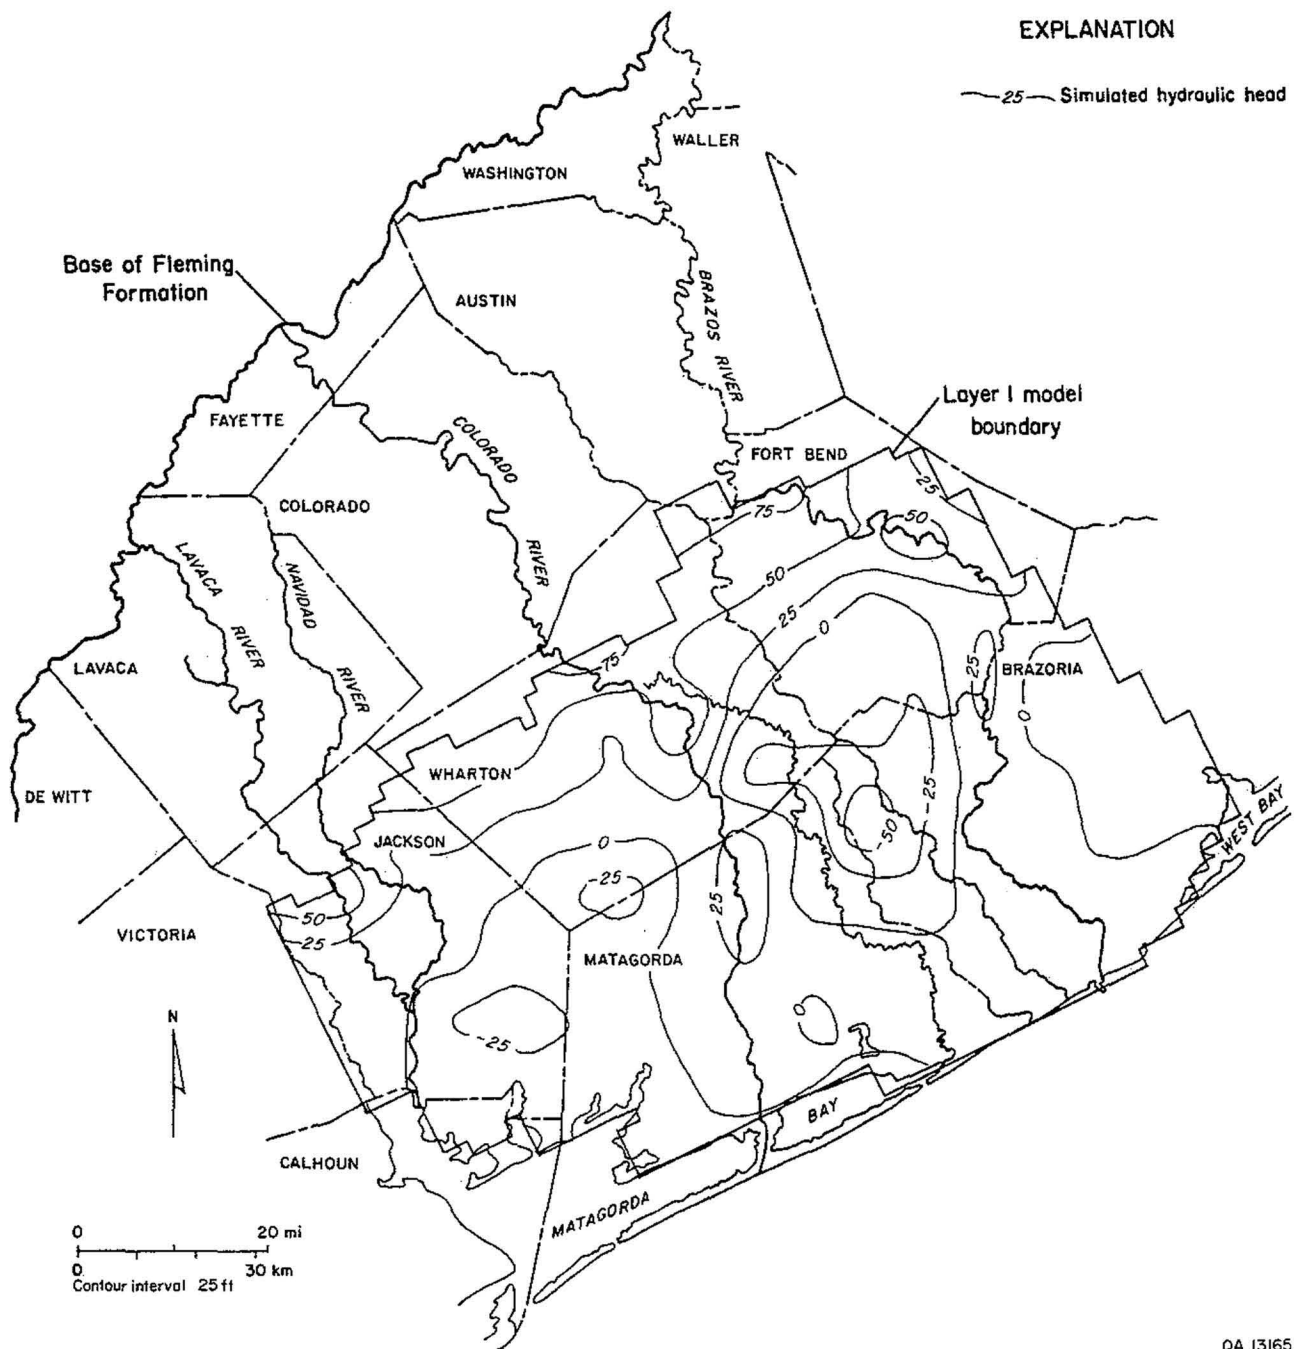 EXPLANATION
25 Simulated hydraulic head
WALLER
WASHINGTON
Base of Fleming
Formation
AUSTIN
BRAZOS RIVER
Layer I model
boundary
FAYETTE
COLORADO RIVER
FORT BEND
25
COLORADO
75
50
LAVACA RIVER
NAVIDAD RIVER
50
25
0
LAVACA
75
25
BRAZORIA
0
WHARTON
DE WITT
-25
JACKSON
0
-50
WEST BAY
-25
50
25
25
VICTORIA
MATAGORDA
N
0
-25
BAY
CALHOUN
MATAGORDA
0 20 mi
0 30 km
Contour interval 25ft
QA 13165